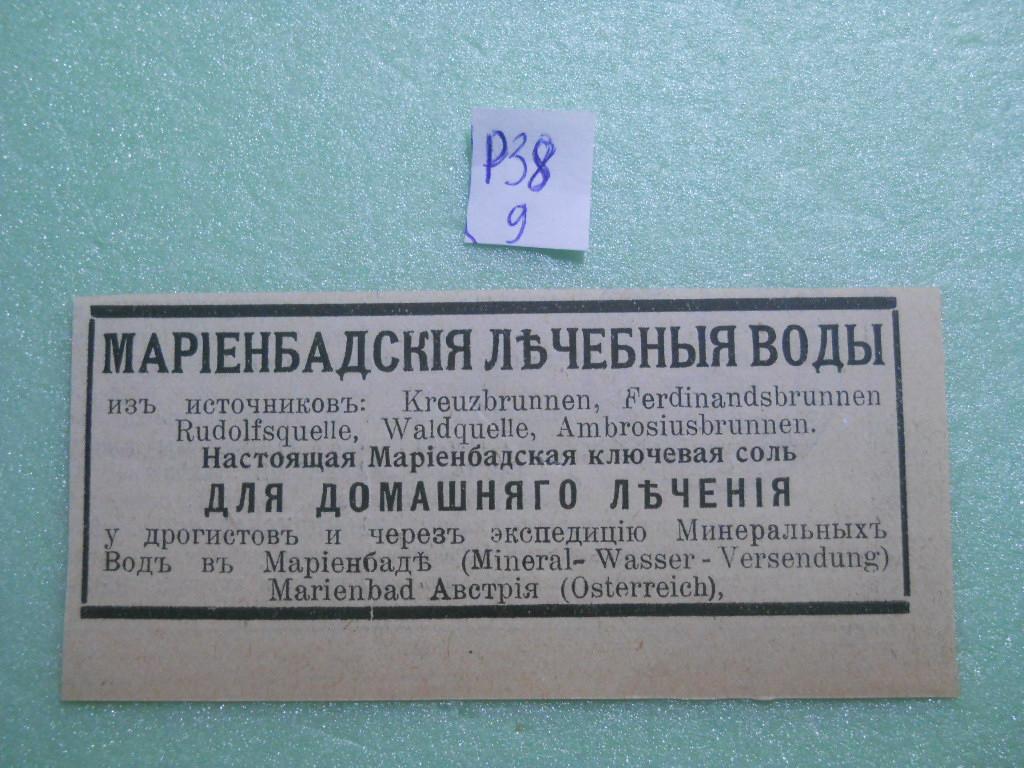 P38
9
МАРІЕНБАДСКІЯ ЛѢЧЕБНЫЯ ВОДЫ
изъ источниковъ: Kreuzbrunnen, Ferdinandsbrunnen
Rudolfsquelle, Waldquelle, Ambrosiusbrunnen.
Настоящая Маріенбадская ключевая соль
ДЛЯ ДОМАШНЯГО ЛѢЧЕНІЯ
у дрогистовъ и черезъ экспедицію Минеральныхъ
Водъ въ Маріенбадѣ (Mineral-Wasser-Versendung)
Marienbad Австрія (Osterreich),